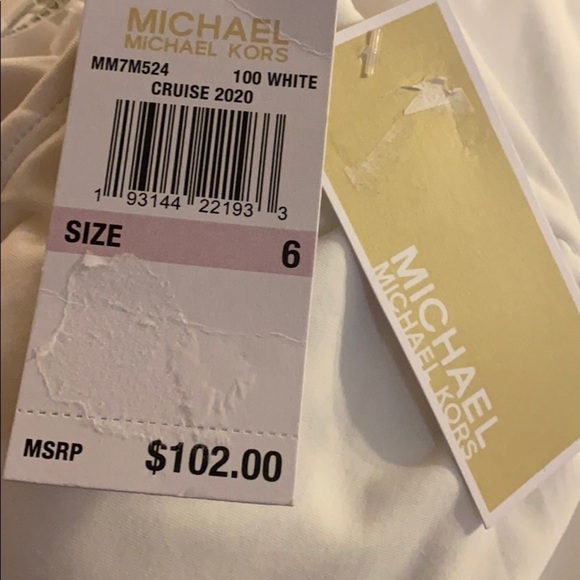 MICHAEL
MICHAEL KORS
MM7M524 100 WHITE
CRUISE 2020
1 93144 22193 3
SIZE 6
MSRP $102.00
MICHAEL
MICHAEL KORS